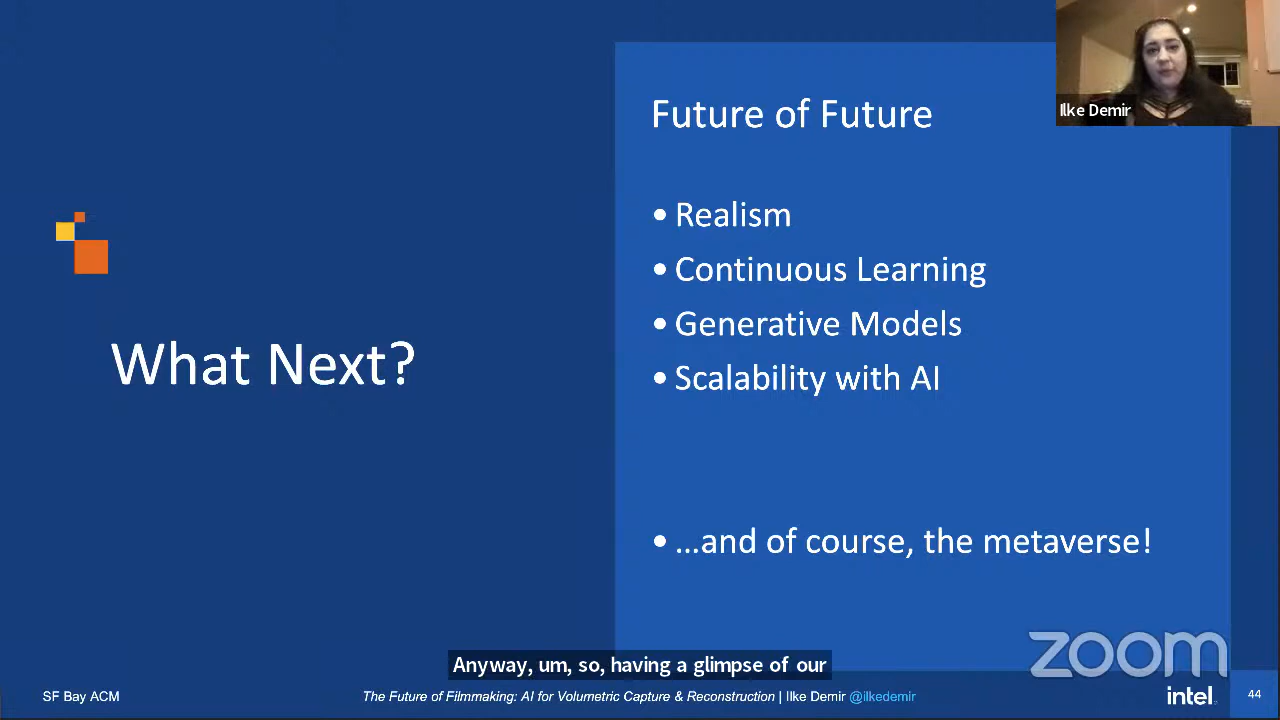 Future of Future
Ilke Demir
• Realism
• Continuous Learning
• Generative Models
• Scalability with AI
What Next?
• ...and of course, the metaverse!
zoom
Anyway, um, so, having a glimpse of our
SF Bay ACM
The Future of Filmmaking: AI for Volumetric Capture & Reconstruction | Ilke Demir @ilkedemir
intel.
44